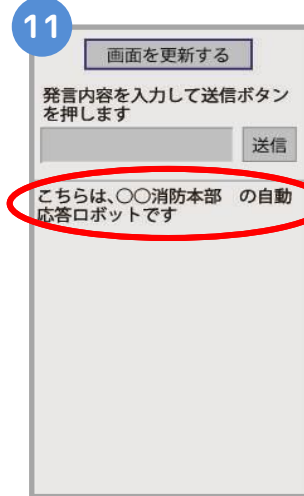 11
画面を更新する
発言内容を入力して送信ボタン
を押します
送信
こちらは、〇〇消防本部　の自動
応答ロボットです